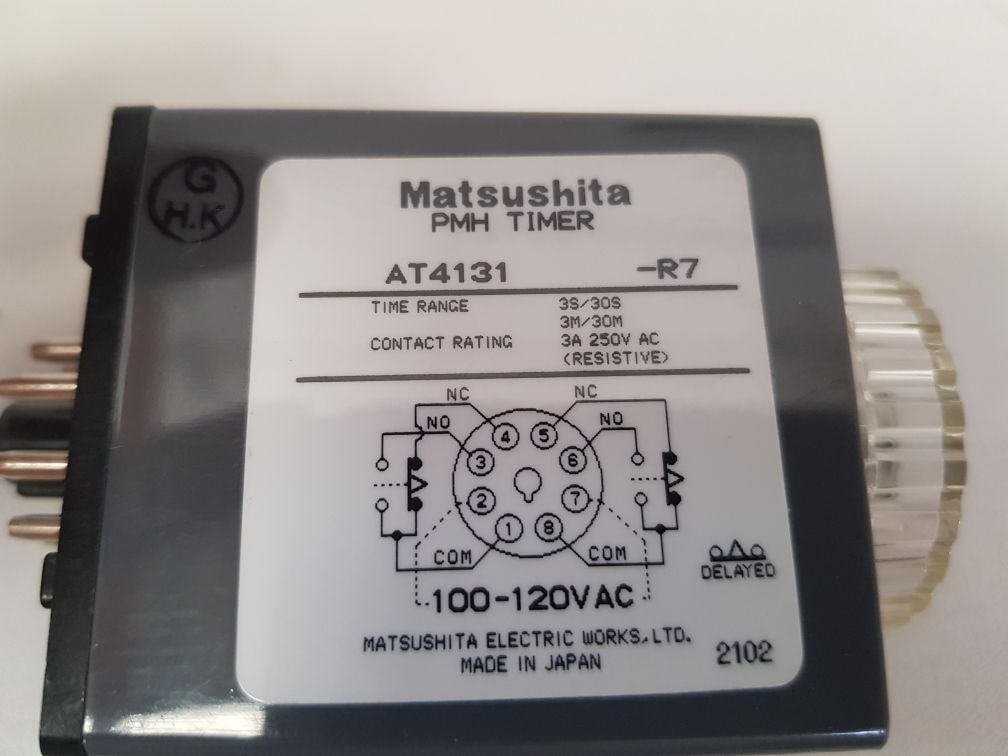 G
H.K
Matsushita
PMH TIMER
AT4131 -R7
TIME RANGE 3S/30S
3M/30M
CONTACT RATING 3A 250V AC
(RESISTIVE)
NC NC
NO NO
4 5
3 6
2 7
1 8
COM COM
DELAYED
100-120VAC
MATSUSHITA ELECTRIC WORKS,LTD.
MADE IN JAPAN 2102